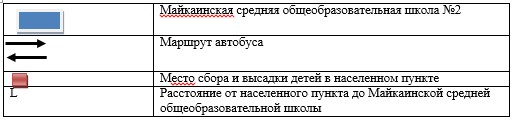 Майкаинская средняя общеобразовательная школа №2
Маршрут автобуса
Место сбора и высадки детей в населенном пункте
L Расстояние от населенного пункта до Майкаинской средней
общеобразовательной школы